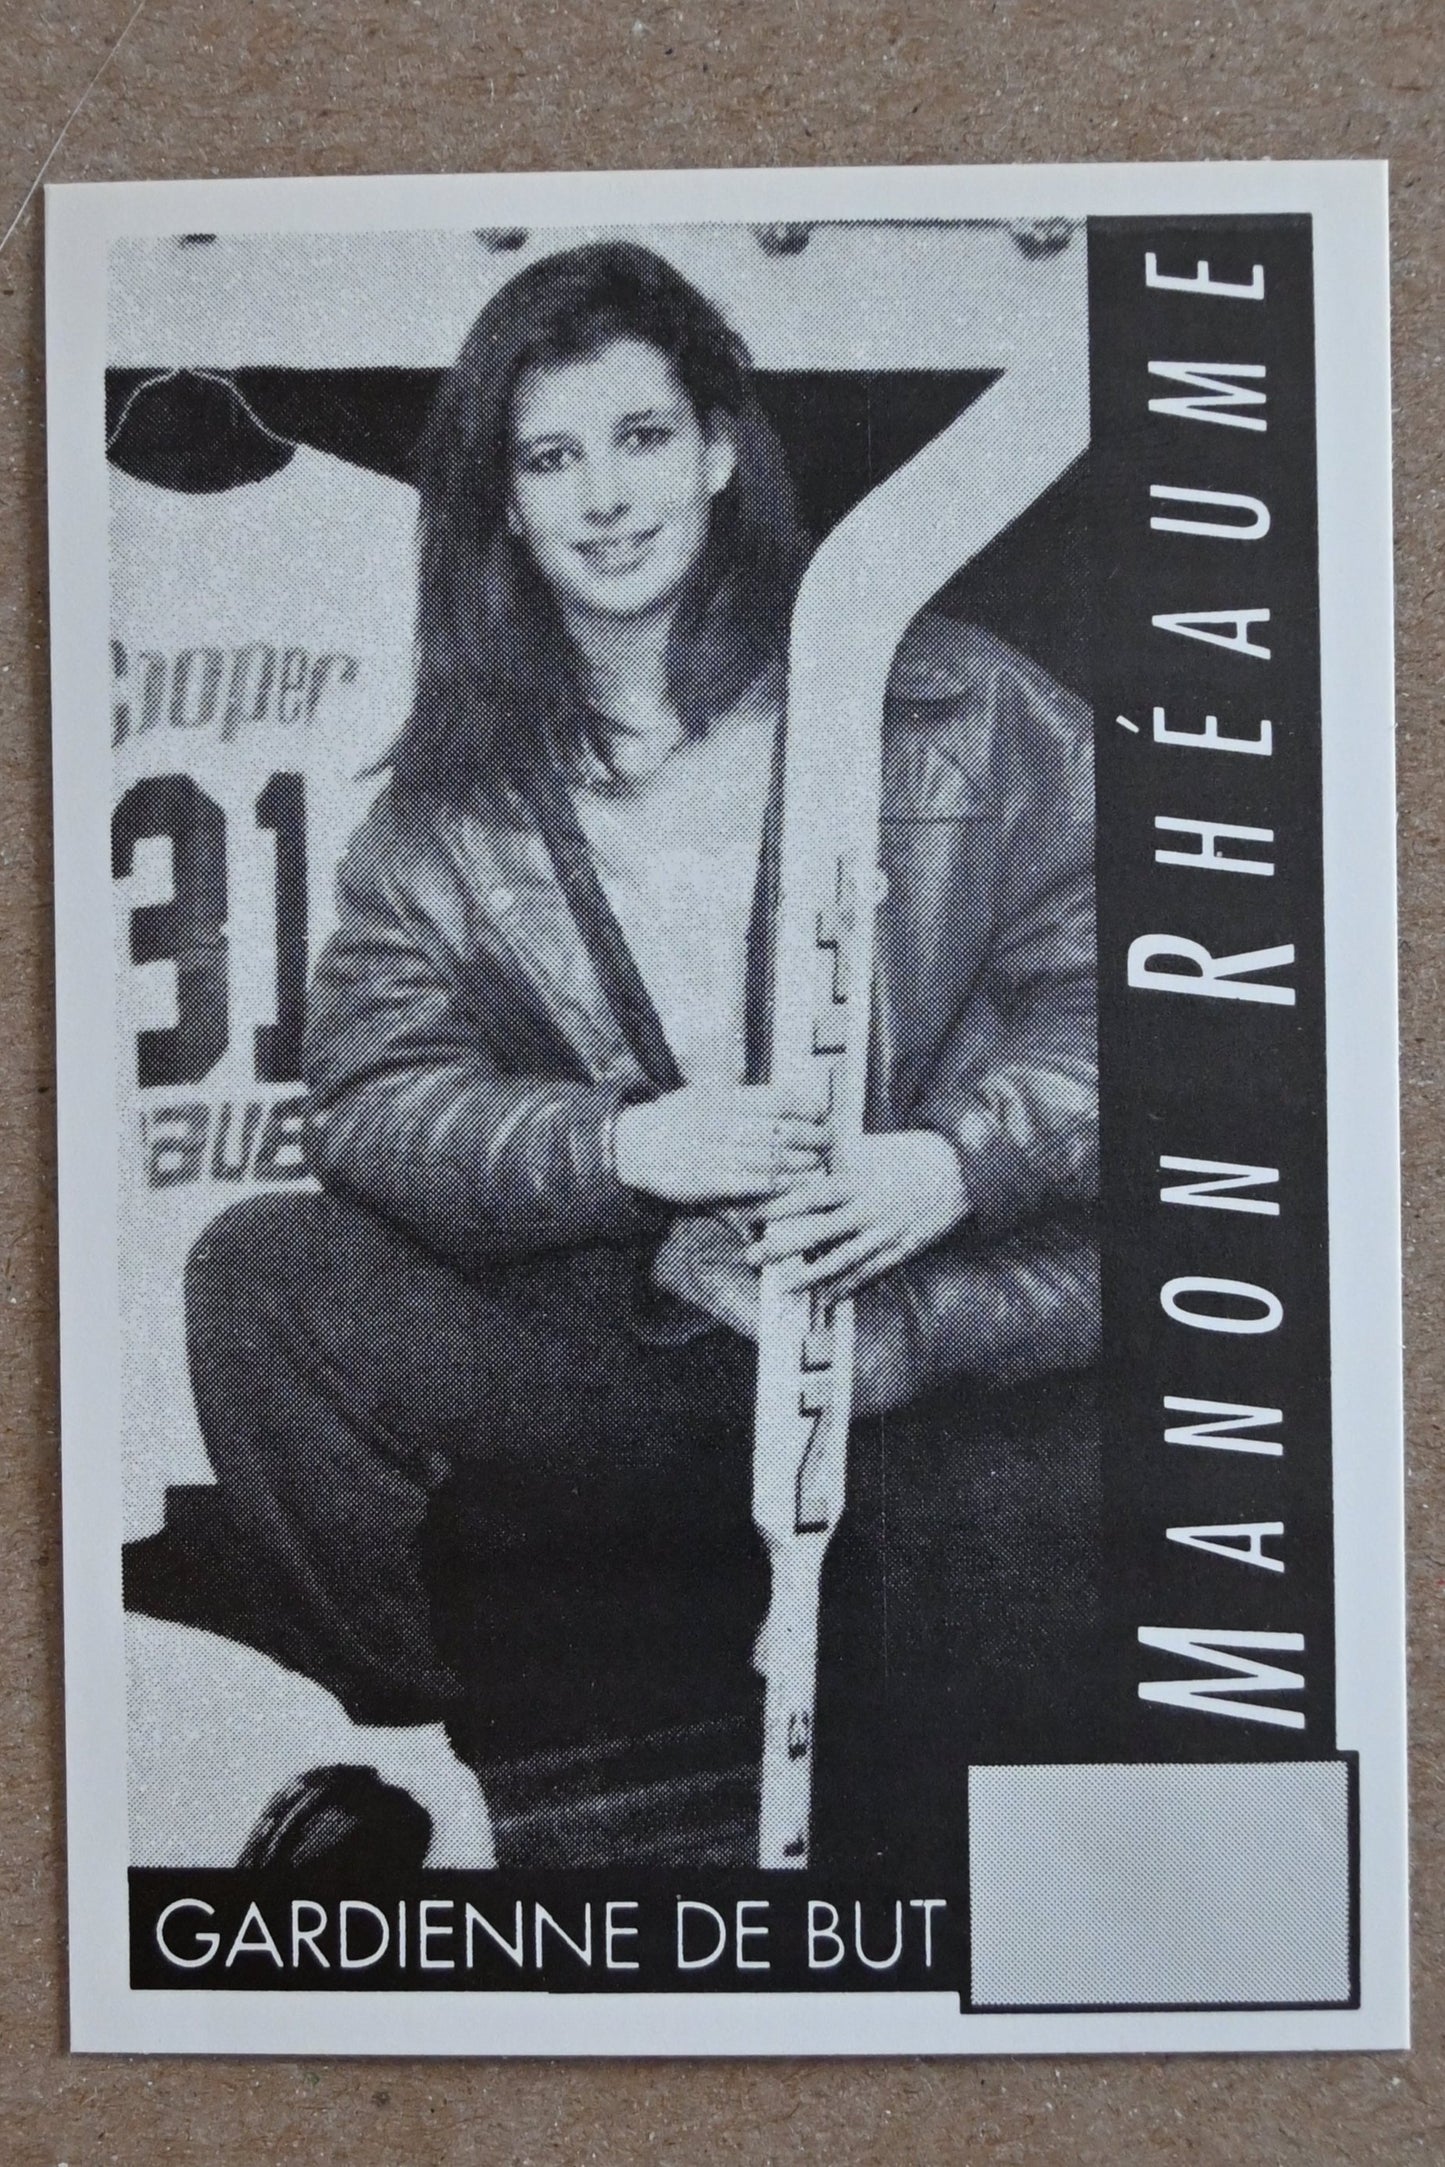 Cooper
31
MANON RHÉAUME
GARDIENNE DE BUT